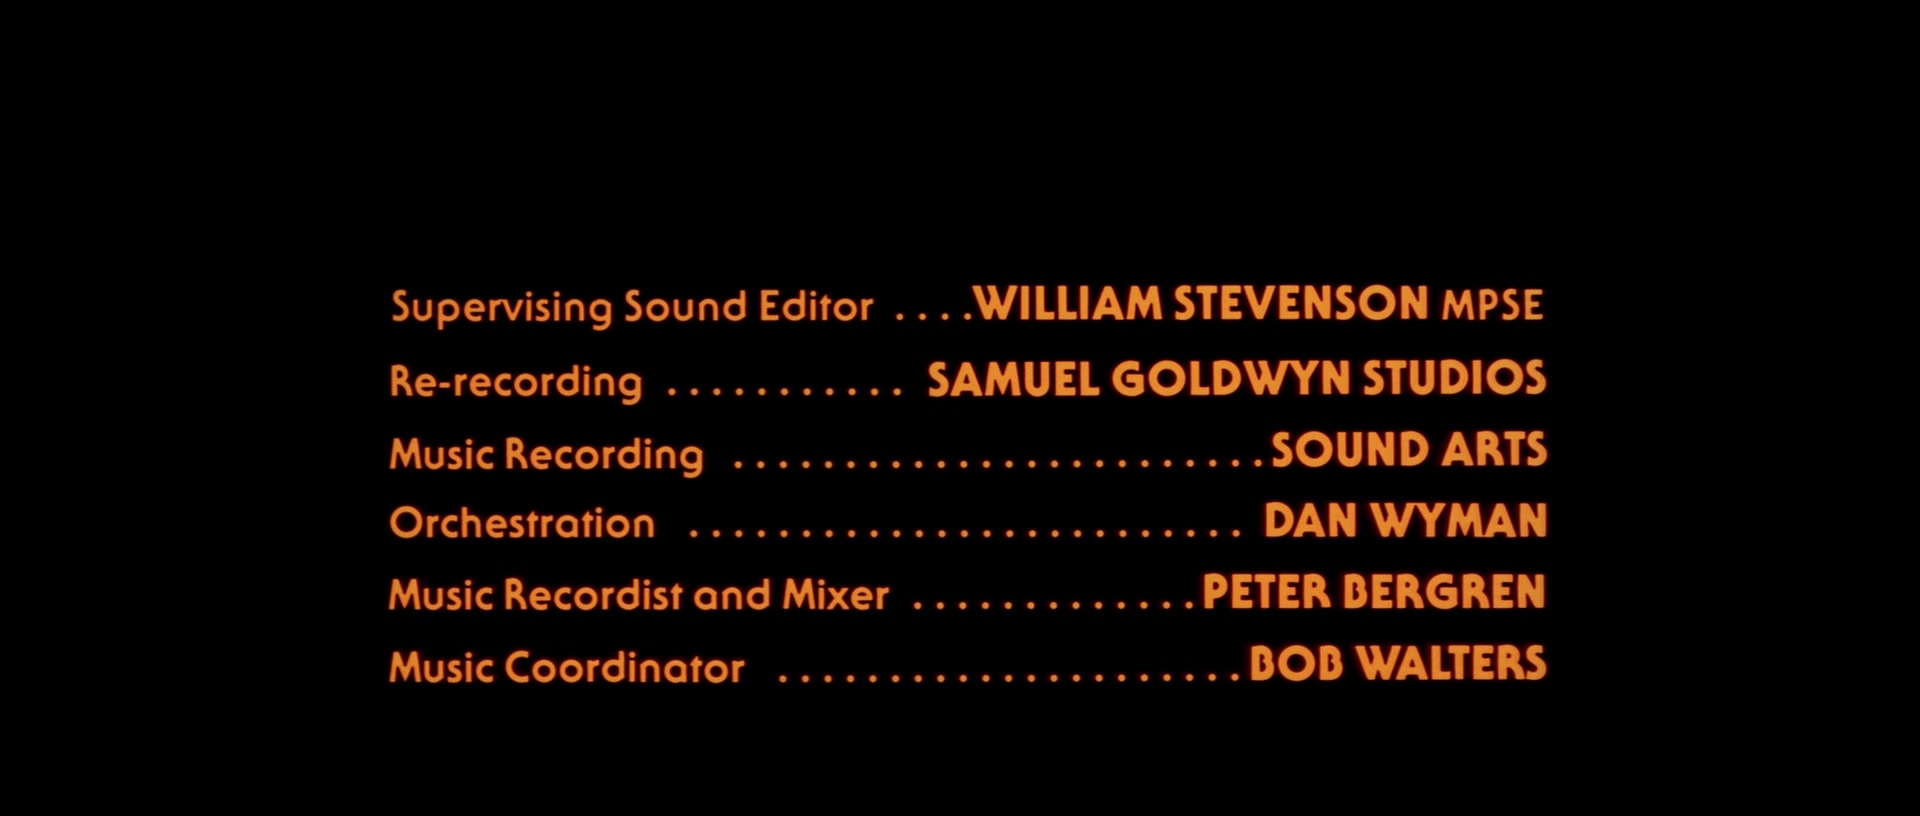 Supervising Sound Editor ....WILLIAM STEVENSON MPSE
Re-recording ........... SAMUEL GOLDWYN STUDIOS
Music Recording ........................SOUND ARTS
Orchestration .......................... DAN WYMAN
Music Recordist and Mixer .............PETER BERGREN
Music Coordinator .....................BOB WALTERS